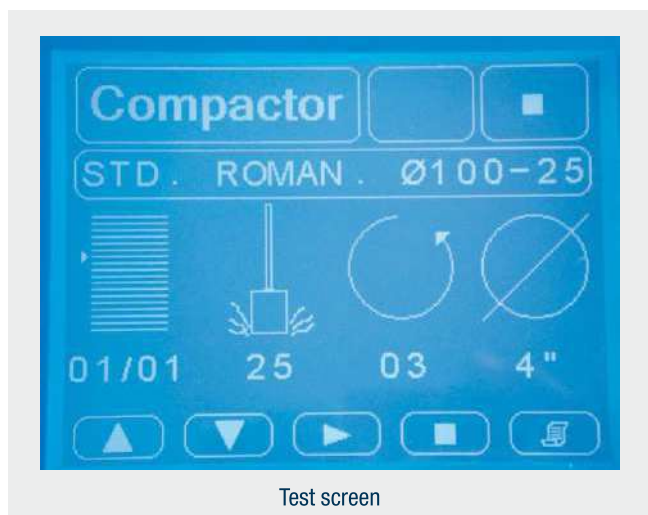 Compactor
STD. ROMAN. Ø100-25
01/01 25 03 4"
Test screen